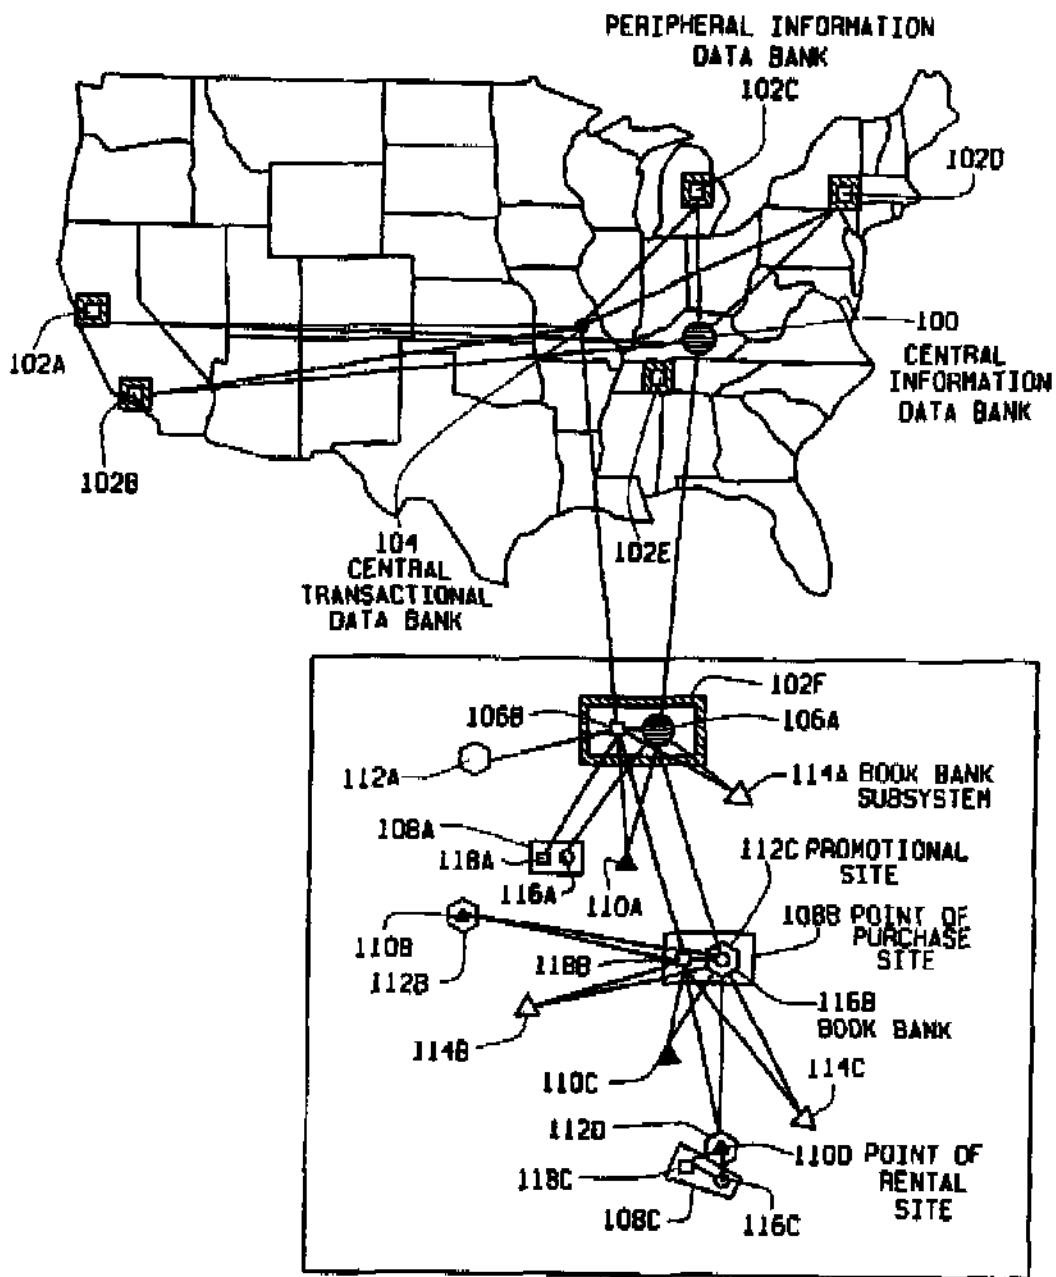 PERIPHERAL INFORMATION
DATA BANK
102C
102D
102A
100
CENTRAL
INFORMATION
DATA BANK
102B
102E
104
CENTRAL
TRANSACTIONAL
DATA BANK
102F
106B
106A
112A
114A BOOK BANK
SUBSYSTEM
108A
118A
116A
110A
112C PROMOTIONAL
SITE
110B
112B
118B
108B POINT OF
PURCHASE
SITE
116B
BOOK BANK
114B
110C
114C
112D
110D POINT OF
RENTAL
SITE
118C
108C
116C